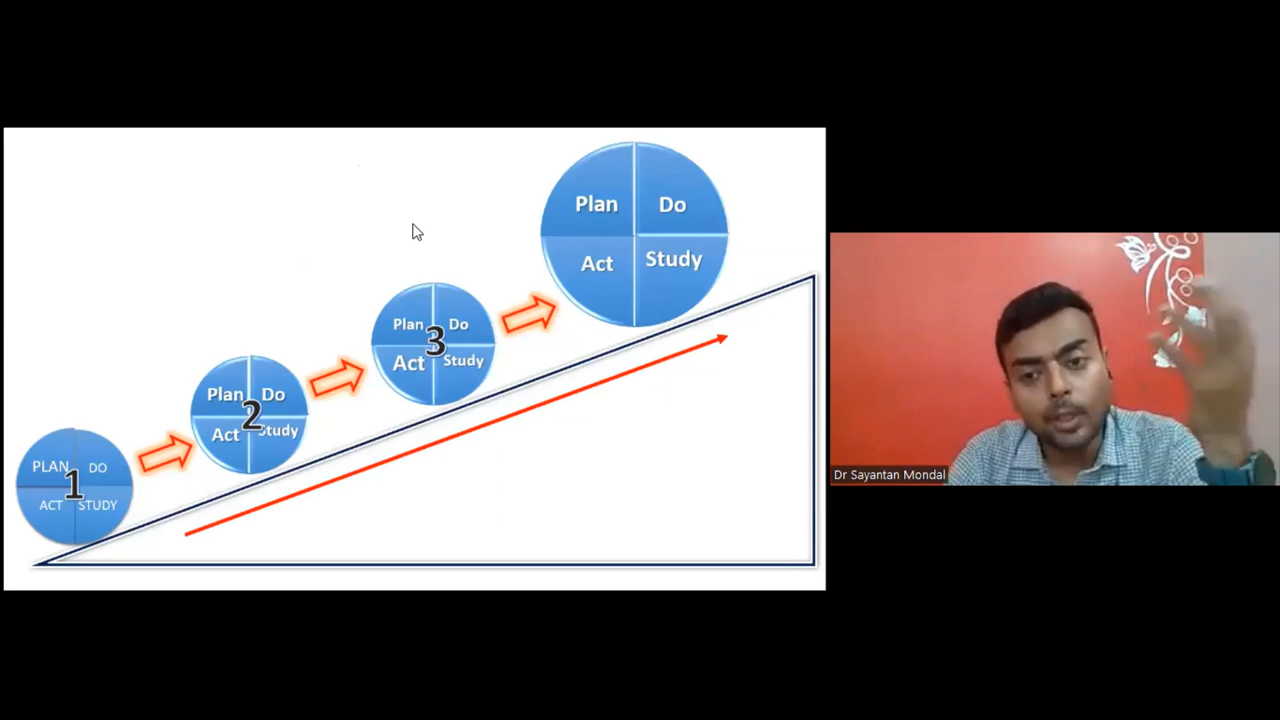 Plan Do
Act Study
Plan Do
3
Act Study
Plan Do
2
Act Study
PLAN DO
1
ACT STUDY
Dr Sayantan Mondal